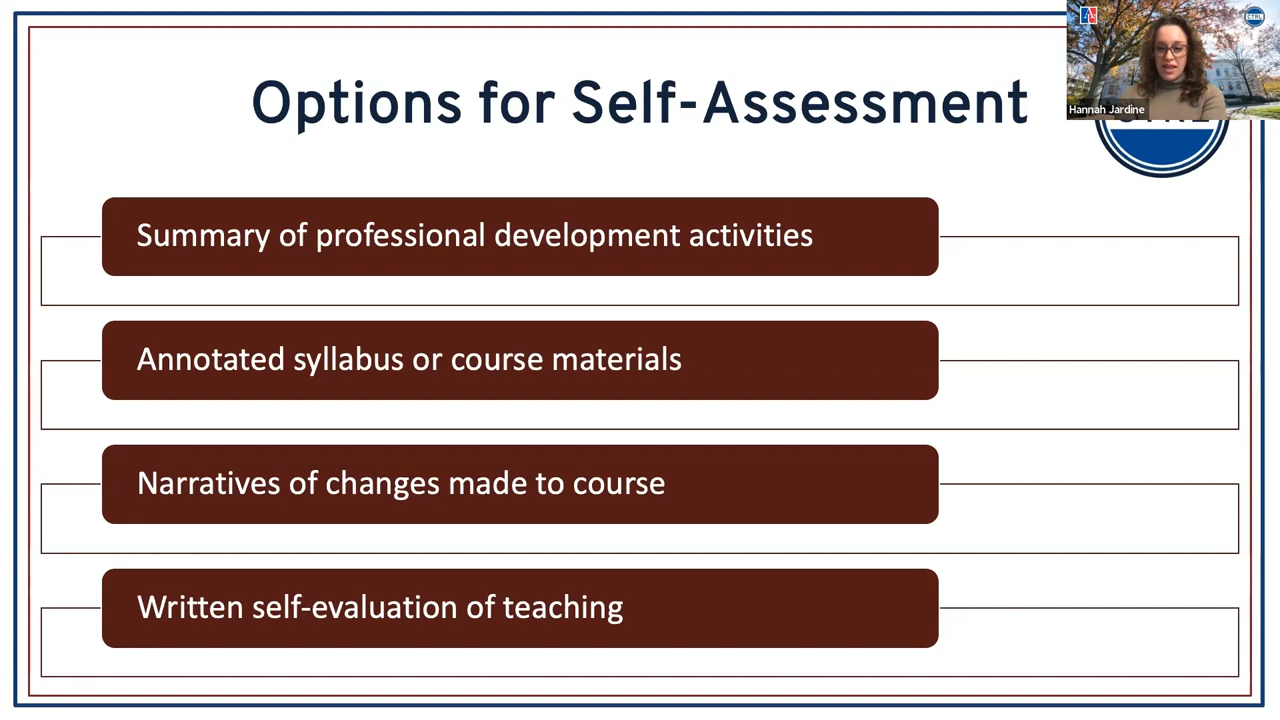 Options for Self-Assessment
CTRL
Hannah Jardine
Summary of professional development activities
Annotated syllabus or course materials
Narratives of changes made to course
Written self-evaluation of teaching